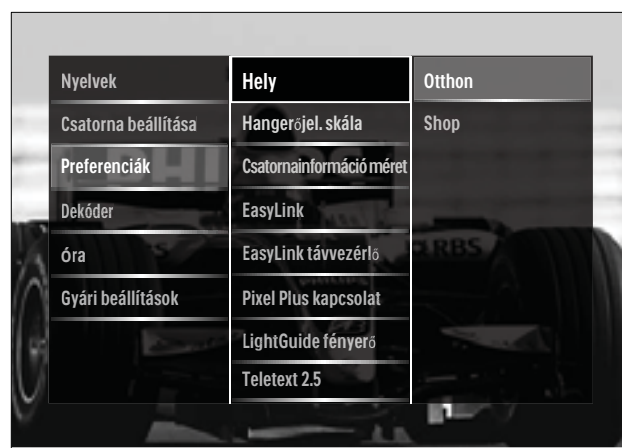 Nyelvek
Csatorna beállítása
Preferenciák
Dekóder
óra
Gyári beállítások
Hely
Hangerőjel. skála
Csatornainformáció méret
EasyLink
EasyLink távvezérlő
Pixel Plus kapcsolat
LightGuide fényerő
Teletext 2.5
Otthon
Shop
RBS